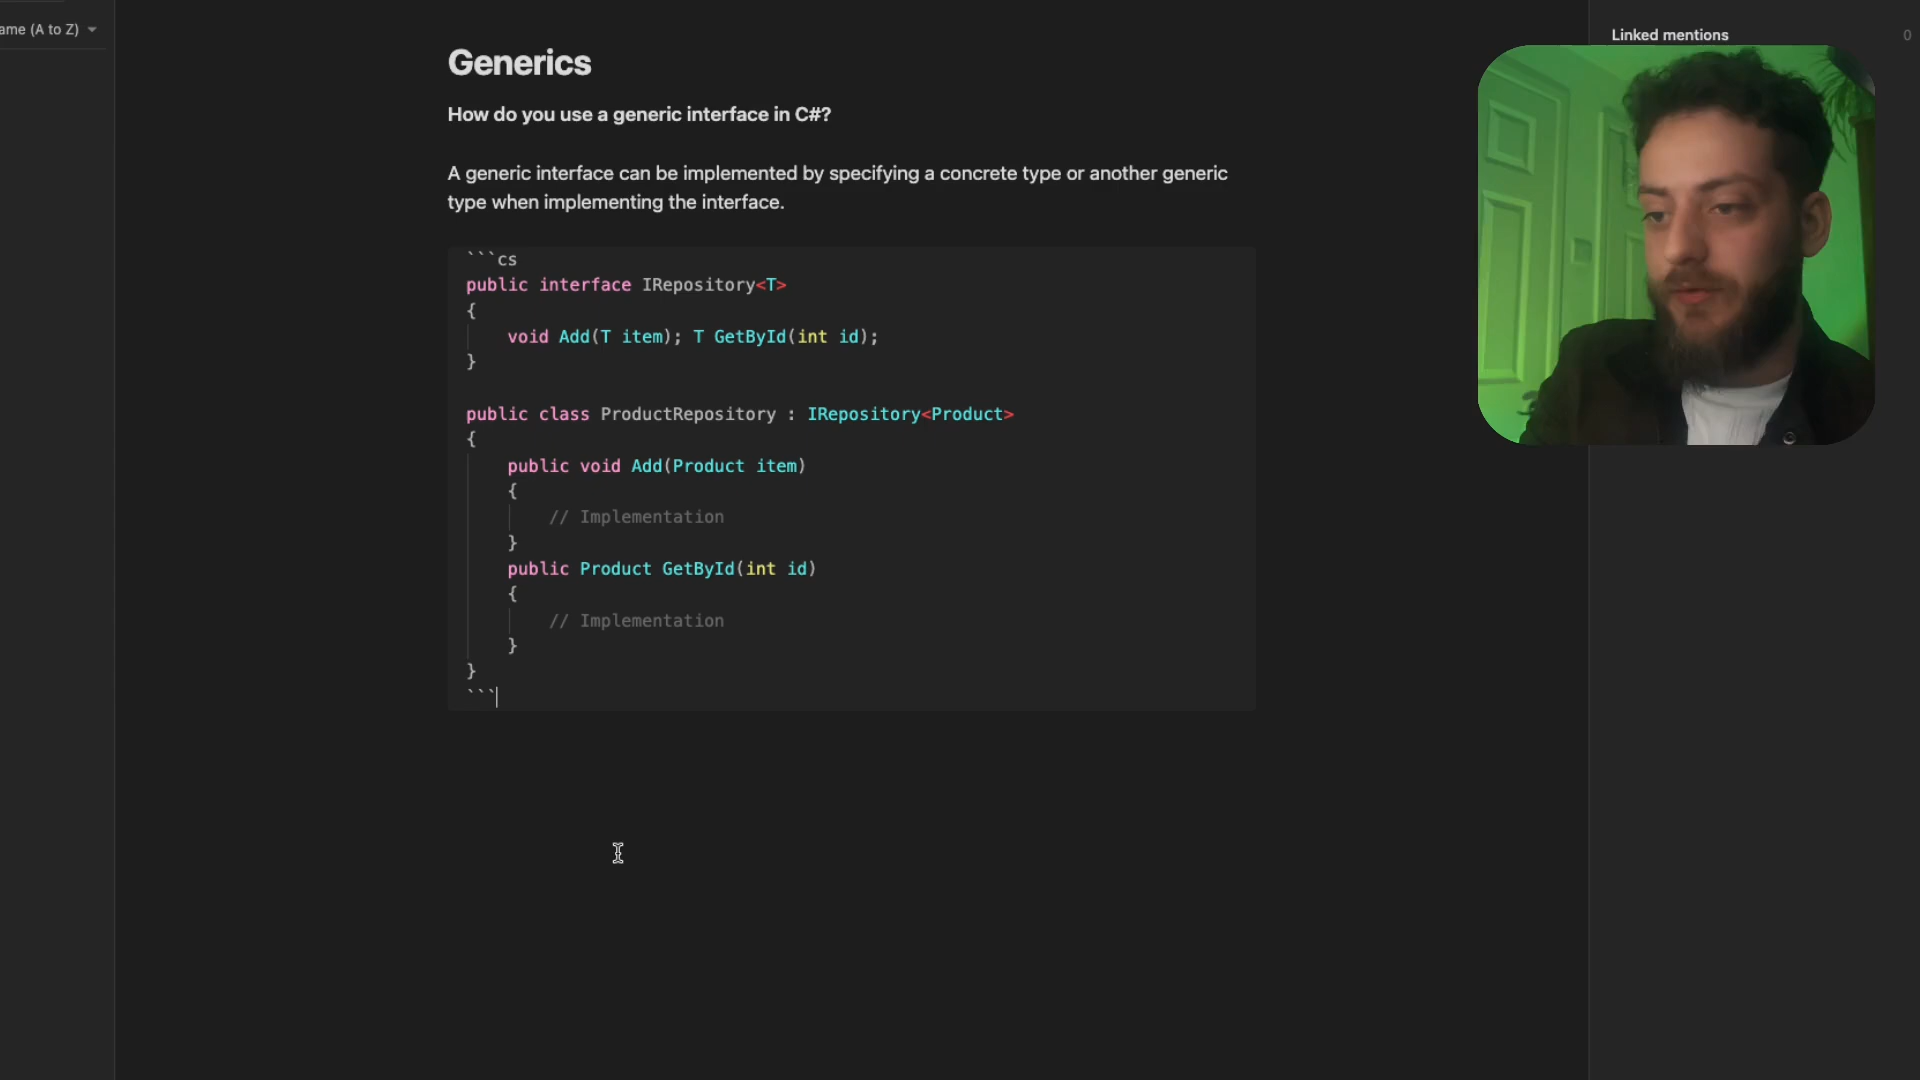 ame (A to Z)
Linked mentions
0
Generics
How do you use a generic interface in C#?
A generic interface can be implemented by specifying a concrete type or another generic
type when implementing the interface.
```cs
public interface IRepository<T>
{
    void Add(T item); T GetById(int id);
}
public class ProductRepository : IRepository<Product>
{
    public void Add(Product item)
    {
        // Implementation
    }
    public Product GetById(int id)
    {
        // Implementation
    }
}
```